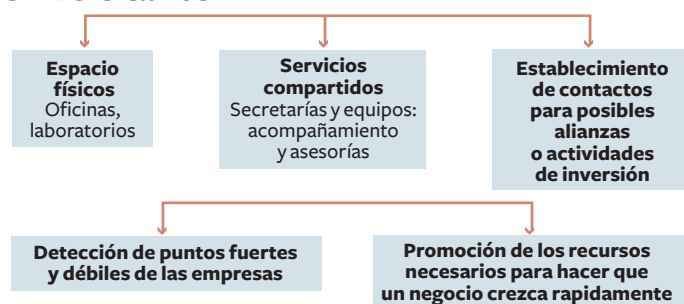 Espacio
físicos
Oficinas,
laboratorios
Servicios
compartidos
Secretarías y equipos:
acompañamiento
y asesorías
Establecimiento
de contactos
para posibles
alianzas
o actividades
de inversión
Detección de puntos fuertes
y débiles de las empresas
Promoción de los recursos
necesarios para hacer que
un negocio crezca rapidamente